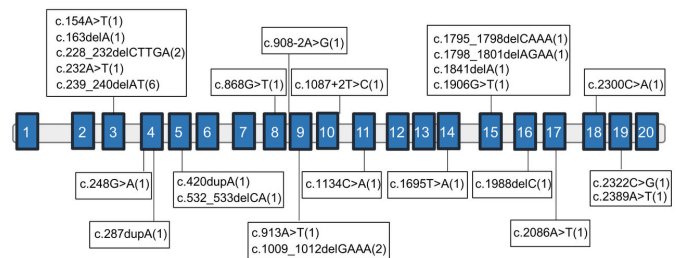 c.154A>T(1)
c.163delA(1)
c.228_232delCTTGA(2)
c.232A>T(1)
c.239_240delAT(6)
c.908-2A>G(1)
c.868G>T(1)
c.1087+2T>C(1)
c.1795_1798delCAAA(1)
c.1798_1801delAGAA(1)
c.1841delA(1)
c.1906G>T(1)
c.2300C>A(1)
1 2 3 4 5 6 7 8 9 10 11 12 13 14 15 16 17 18 19 20
c.248G>A(1)
c.420dupA(1)
c.532_533delCA(1)
c.1134C>A(1)
c.1695T>A(1)
c.1988delC(1)
c.2322C>G(1)
c.2389A>T(1)
c.287dupA(1)
c.913A>T(1)
c.1009_1012delGAAA(2)
c.2086A>T(1)